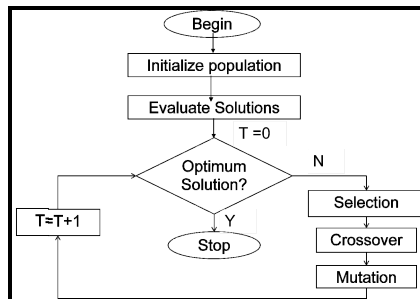 Begin
Initialize population
Evaluate Solutions
T =0
Optimum
Solution?
N
Selection
T=T+1
Crossover
Y
Stop
Mutation